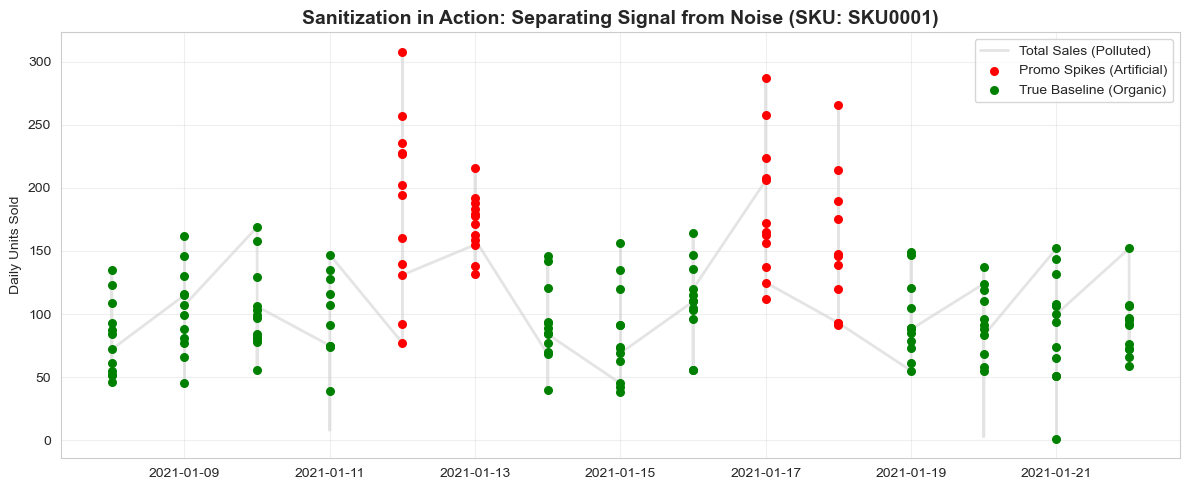 Sanitization in Action: Separating Signal from Noise (SKU: SKU0001)
Total Sales (Polluted)
Promo Spikes (Artificial)
True Baseline (Organic)
Daily Units Sold
300
250
200
150
100
50
0
2021-01-09
2021-01-11
2021-01-13
2021-01-15
2021-01-17
2021-01-19
2021-01-21